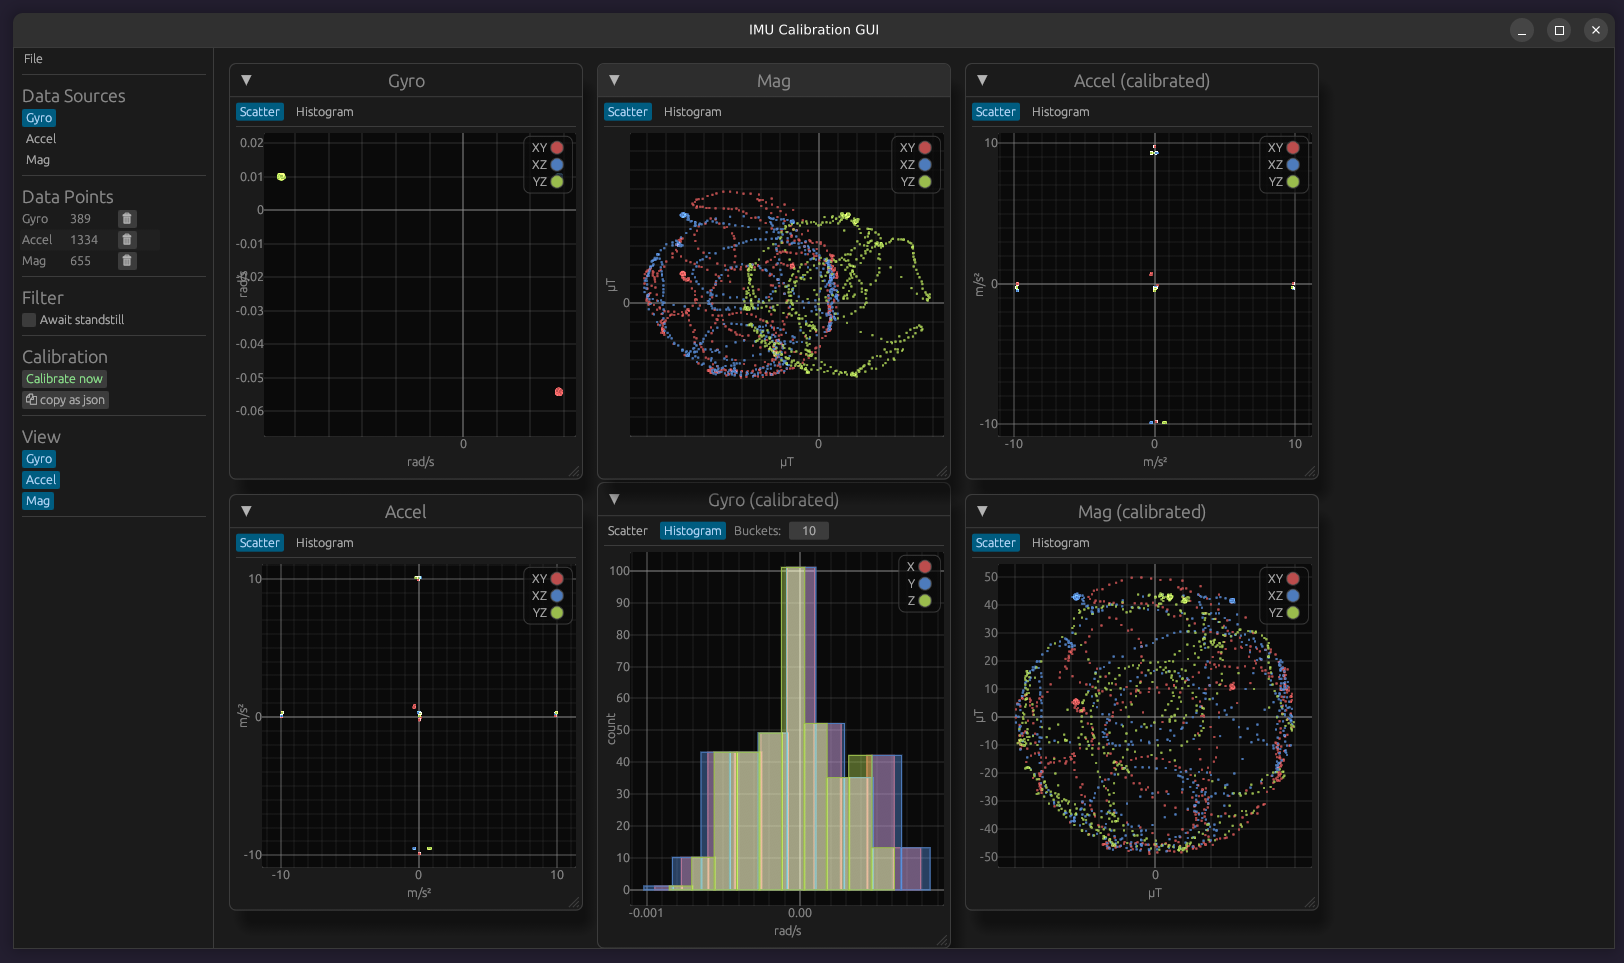 IMU Calibration GUI
File
Data Sources
Gyro
Accel
Mag
Data Points
Gyro 389
Accel 1334
Mag 655
Filter
Await standstill
Calibration
Calibrate now
copy as json
View
Gyro
Accel
Mag
Gyro
Scatter Histogram
XY
XZ
YZ
0.02
0.01
0
-0.01
-0.02
-0.03
-0.04
-0.05
-0.06
rad/s
0
rad/s
Mag
Scatter Histogram
XY
XZ
YZ
µT
0
0
µT
Accel (calibrated)
Scatter Histogram
XY
XZ
YZ
10
m/s²
0
-10
-10 0 10
m/s²
Accel
Scatter Histogram
XY
XZ
YZ
10
m/s²
0
-10
-10 0 10
m/s²
Gyro (calibrated)
Scatter Histogram Buckets: 10
X
Y
Z
100
90
80
70
60
50
40
30
20
10
0
count
-0.001 0.00
rad/s
Mag (calibrated)
Scatter Histogram
XY
XZ
YZ
50
40
30
20
10
0
-10
-20
-30
-40
-50
µT
0
µT